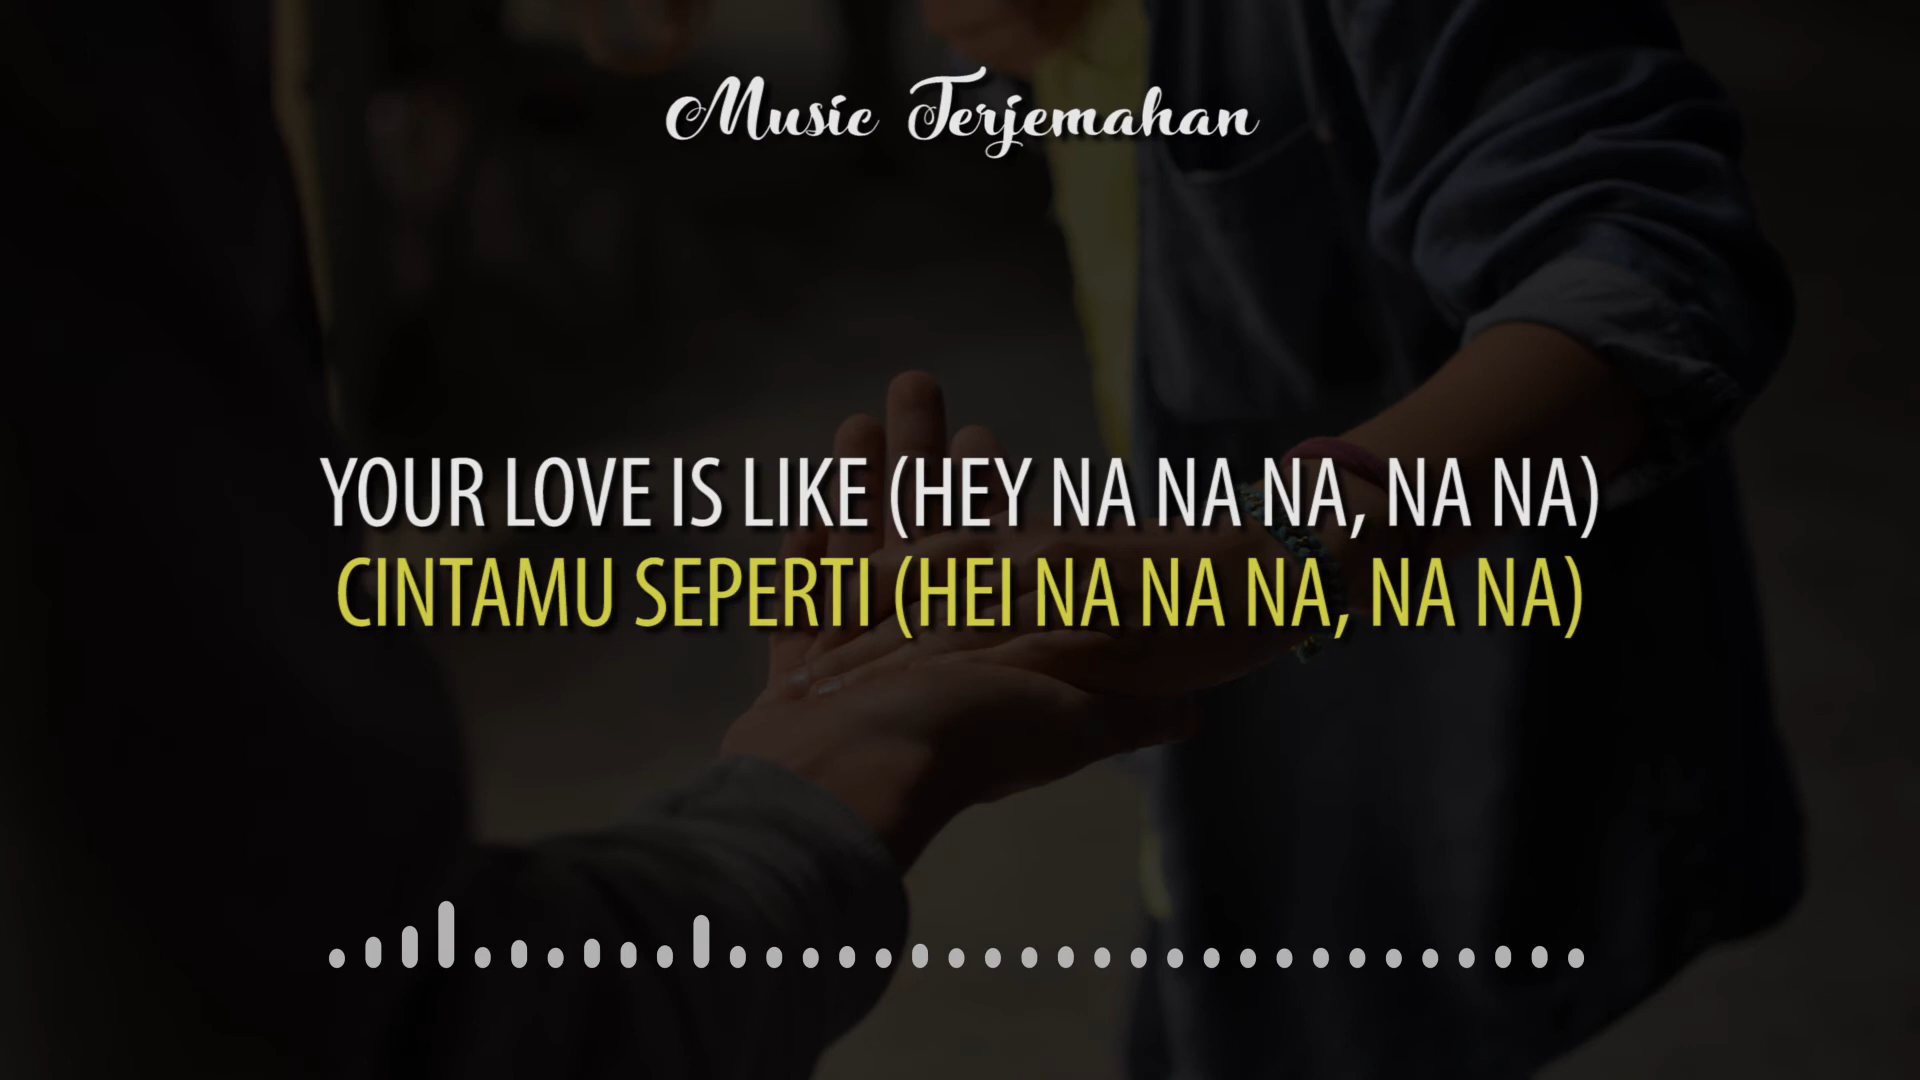 Music Terjemahan
YOUR LOVE IS LIKE (HEY NA NA NA, NA NA)
CINTAMU SEPERTI (HEI NA NA NA, NA NA)